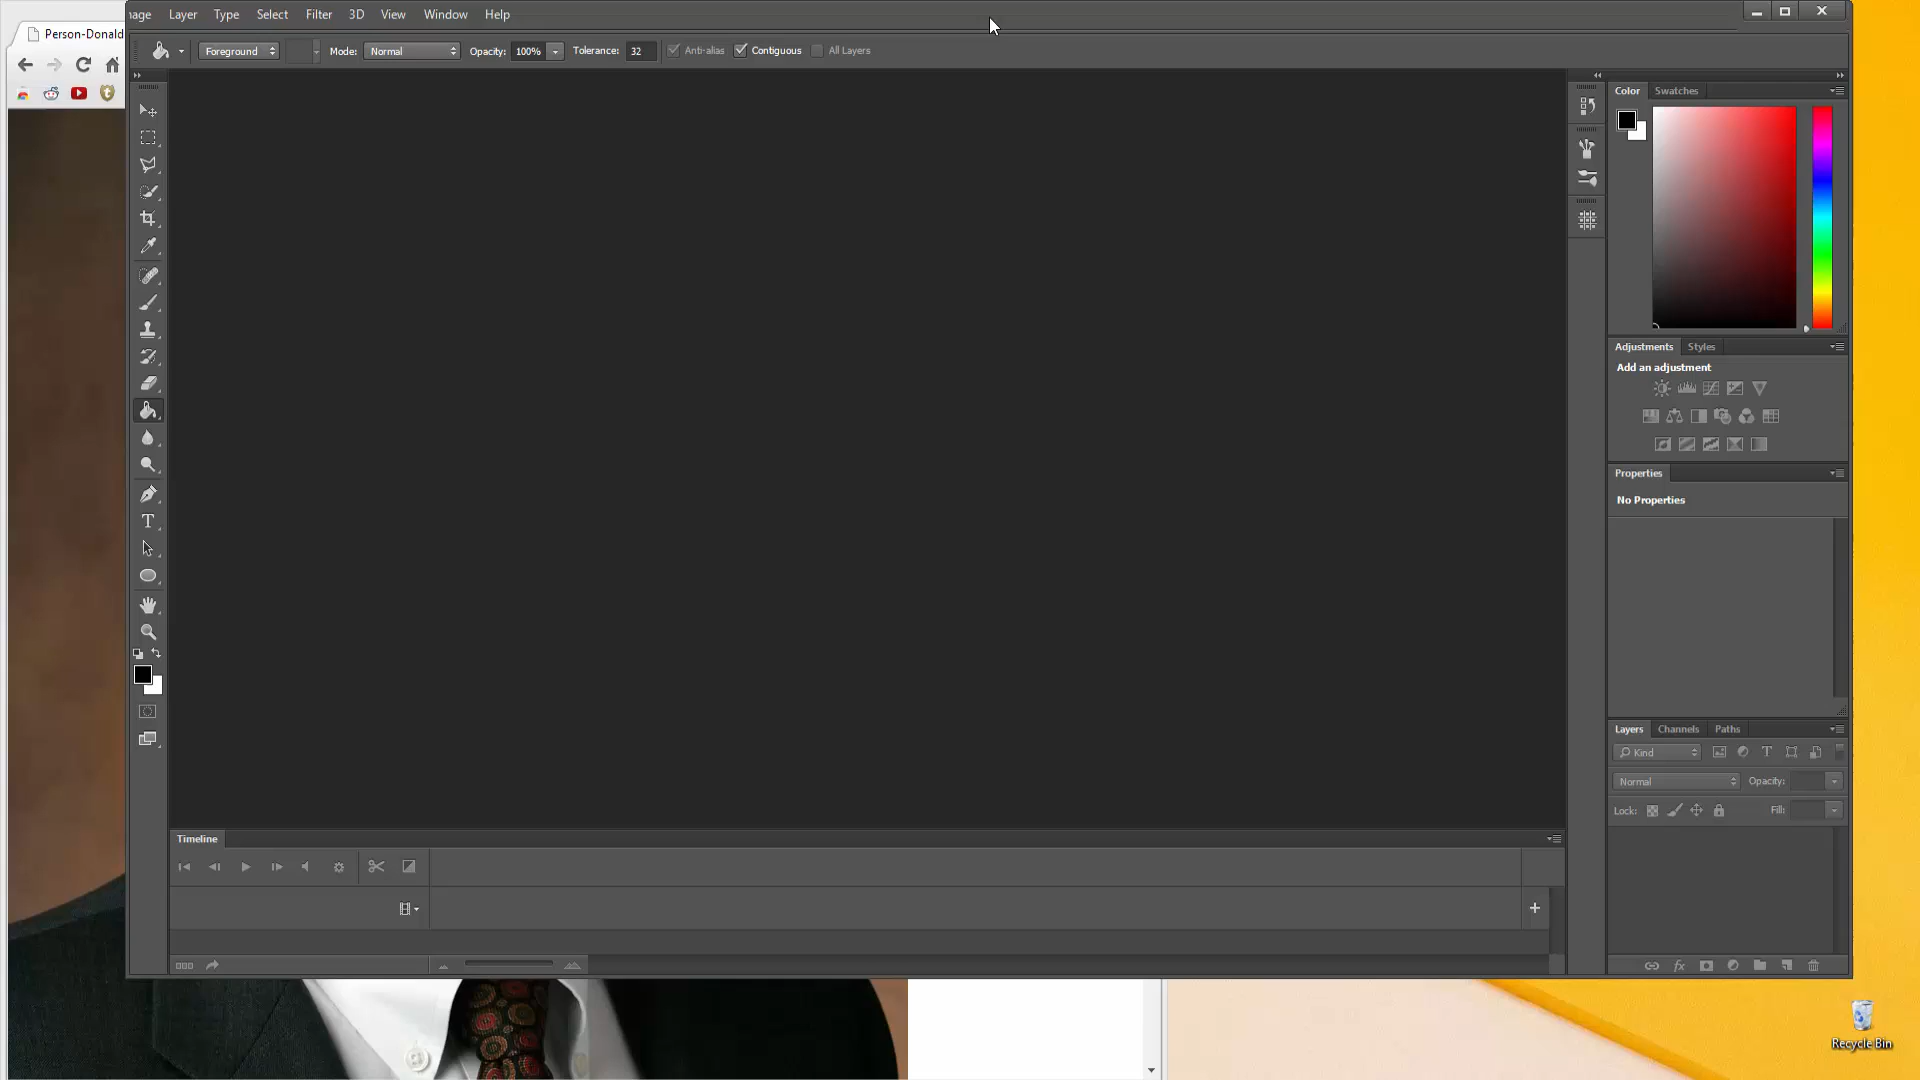 Person-Donald
age Layer Type Select Filter 3D View Window Help
Foreground Mode: Normal Opacity: 100% Tolerance: 32 Anti-alias Contiguous All Layers
Color Swatches
Adjustments Styles
Add an adjustment
Properties
No Properties
Layers Channels Paths
Kind
Normal Opacity:
Lock: Fill:
Timeline
Recycle Bin